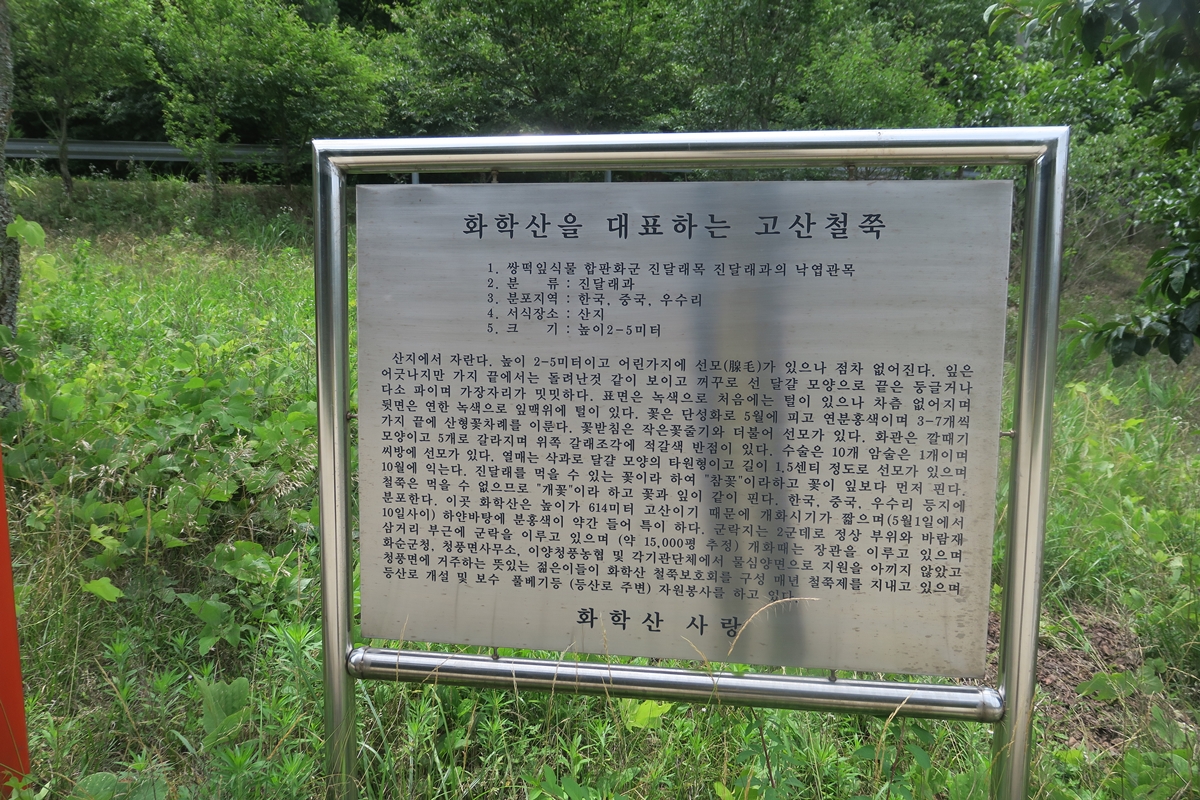 화학산을 대표하는 고산철쭉
1. 쌍떡잎식물 합판화군 진달래목 진달래과의 낙엽관목
2. 분 류 : 진달래과
3. 분포지역 : 한국, 중국, 우수리
4. 서식장소 : 산지
5. 크 기 : 높이2-5미터
산지에서 자란다. 높이 2-5미터이고 어린가지에 선모(腺毛)가 있으나 점차 없어진다. 잎은
어긋나지만 가지 끝에서는 돌려난것 같이 보이고 꺼꾸로 선 달걀 모양으로 끝은 둥글거나
다소 파이며 가장자리가 밋밋하다. 표면은 녹색으로 처음에는 털이 있으나 차츰 없어지며
뒷면은 연한 녹색으로 잎맥위에 털이 있다. 꽃은 단성화로 5월에 피고 연분홍색이며 3-7개씩
가지 끝에 산형꽃차례를 이룬다. 꽃받침은 작은꽃줄기와 더불어 선모가 있다. 화관은 깔때기
모양이고 5개로 갈라지며 위쪽 갈래조각에 적갈색 반점이 있다. 수술은 10개 암술은 1개이며
씨방에 선모가 있다. 열매는 삭과로 달걀 모양의 타원형이고 길이 1.5센티 정도로 선모가 있으며
10월에 익는다. 진달래를 먹을 수 있는 꽃이라 하여 "참꽃"이라하고 꽃이 잎보다 먼저 핀다.
철쭉은 먹을 수 없으므로 "개꽃"이라 하고 꽃과 잎이 같이 핀다. 한국, 중국, 우수리 등지에
분포한다. 이곳 화학산은 높이가 614미터 고산이기 때문에 개화시기가 짧으며(5월1일에서
10일사이) 하얀바탕에 분홍색이 약간 들어 특이 하다. 군락지는 2군데로 정상 부위와 바람재
삼거리 부근에 군락을 이루고 있으며 (약 15,000평 추정) 개화때는 장관을 이루고 있으며
화순군청, 청풍면사무소, 이양청풍농협 및 각기관단체에서 물심양면으로 지원을 아끼지 않았고
청풍면에 거주하는 뜻있는 젊은이들이 화학산 철쭉보호회를 구성 매년 철쭉제를 지내고 있으며
등산로 개설 및 보수 풀베기등 (등산로 주변) 자원봉사를 하고 있다.
화학산 사랑